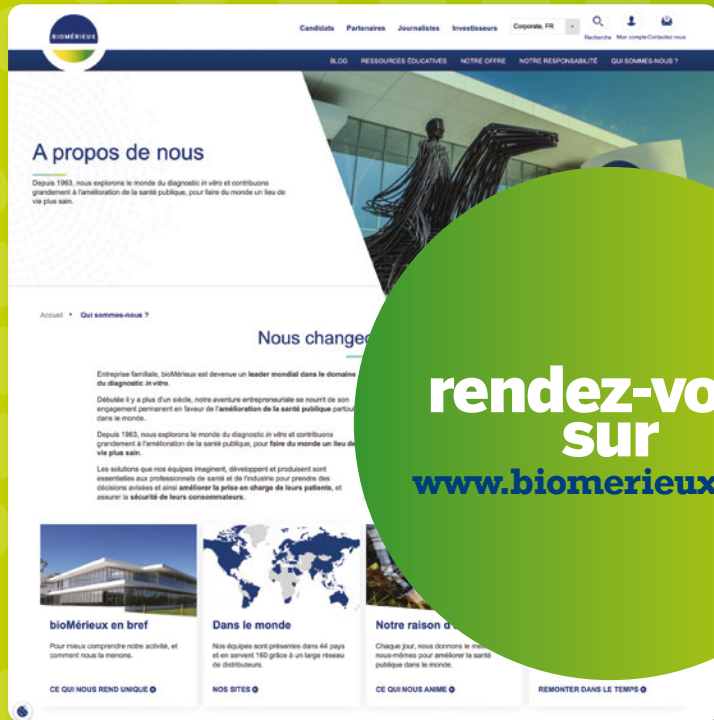 BIOMÉRIEUX
Candidats Partenaires Journalistes Investisseurs Corporate, FR
Recherche Mon compte Contactez nous
BLOG RESSOURCES ÉDUCATIVES NOTRE OFFRE NOTRE RESPONSABILITÉ QUI SOMMES-NOUS ?
A propos de nous
Depuis 1963, nous explorons le monde du diagnostic in vitro et contribuons
grandement à l'amélioration de la santé publique, pour faire du monde un lieu de
vie plus sain.
Accueil • Qui sommes-nous ?
Nous change
Entreprise familiale, bioMérieux est devenue un leader mondial dans le domaine
du diagnostic in vitro.
Débutée il y a plus d'un siècle, notre aventure entrepreneuriale se nourrit de son
engagement permanent en faveur de l'amélioration de la santé publique partout
dans le monde.
Depuis 1963, nous explorons le monde du diagnostic in vitro et contribuons
grandement à l'amélioration de la santé publique, pour faire du monde un lieu de
vie plus sain.
Les solutions que nos équipes imaginent, développent et produisent sont
essentielles aux professionnels de santé et de l'industrie pour prendre des
décisions avisées et ainsi améliorer la prise en charge de leurs patients, et
assurer la sécurité de leurs consommateurs.
rendez-vo
sur
www.biomerieux
bioMérieux en bref
Pour mieux comprendre notre activité, et
comment nous la menons.
CE QUI NOUS REND UNIQUE
Dans le monde
Nos équipes sont présentes dans 44 pays
et en servent 160 grâce à un large réseau
de distributeurs.
NOS SITES
Notre raison d'
Chaque jour, nous donnons le
nous-mêmes pour améliorer la santé
publique dans le monde.
CE QUI NOUS ANIME
REMONTER DANS LE TEMPS